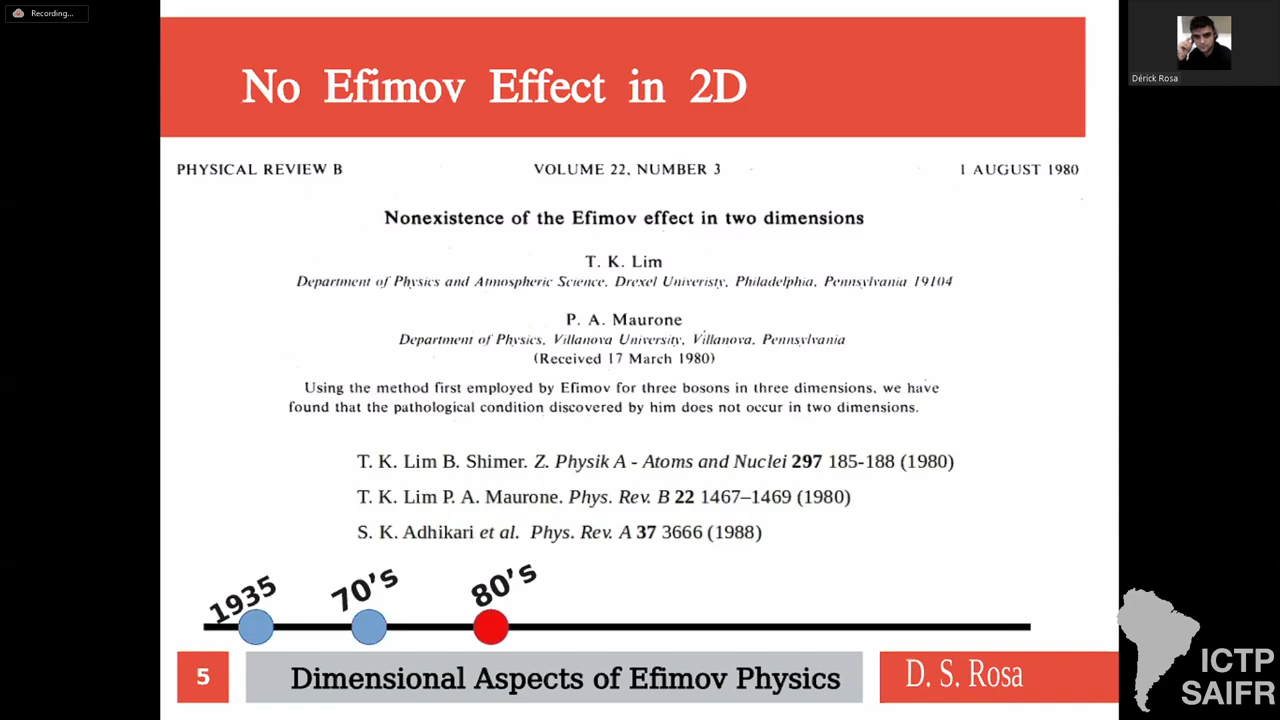 Recording...
No Efimov Effect in 2D
Dérick Rosa
PHYSICAL REVIEW B VOLUME 22, NUMBER 3 1 AUGUST 1980
Nonexistence of the Efimov effect in two dimensions
T. K. Lim
Department of Physics and Atmospheric Science, Drexel Univeristy, Philadelphia, Pennsylvania 19104
P. A. Maurone
Department of Physics, Villanova University, Villanova, Pennsylvania
(Received 17 March 1980)
Using the method first employed by Efimov for three bosons in three dimensions, we have
found that the pathological condition discovered by him does not occur in two dimensions.
T. K. Lim B. Shimer. Z. Physik A - Atoms and Nuclei 297 185-188 (1980)
T. K. Lim P. A. Maurone. Phys. Rev. B 22 1467–1469 (1980)
S. K. Adhikari et al. Phys. Rev. A 37 3666 (1988)
1935 70's 80's
5 Dimensional Aspects of Efimov Physics D. S. Rosa
ICTP
SAIFR